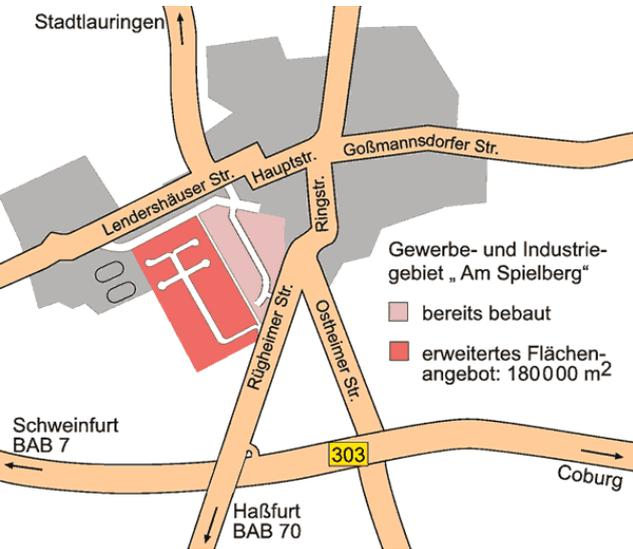 Stadtlauringen
Goßmannsdorfer Str.
Hauptstr.
Lendershäuser Str.
Ringstr.
Gewerbe- und Industrie-
gebiet „ Am Spielberg“
bereits bebaut
erweitertes Flächen-
angebot: 180000 m2
Rügheimer Str.
Ostheimer Str.
Schweinfurt
BAB 7
303
Coburg
Haßfurt
BAB 70